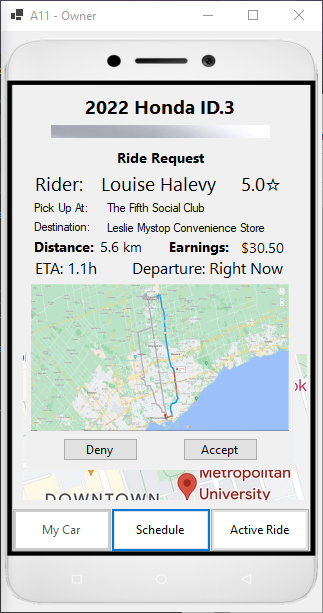 A11 - Owner
2022 Honda ID.3
Ride Request
Rider: Louise Halevy 5.0☆
Pick Up At: The Fifth Social Club
Destination: Leslie Mystop Convenience Store
Distance: 5.6 km Earnings: $30.50
ETA: 1.1h Departure: Right Now
Deny Accept
Metropolitan
University
DOWNTOWN
My Car Schedule Active Ride